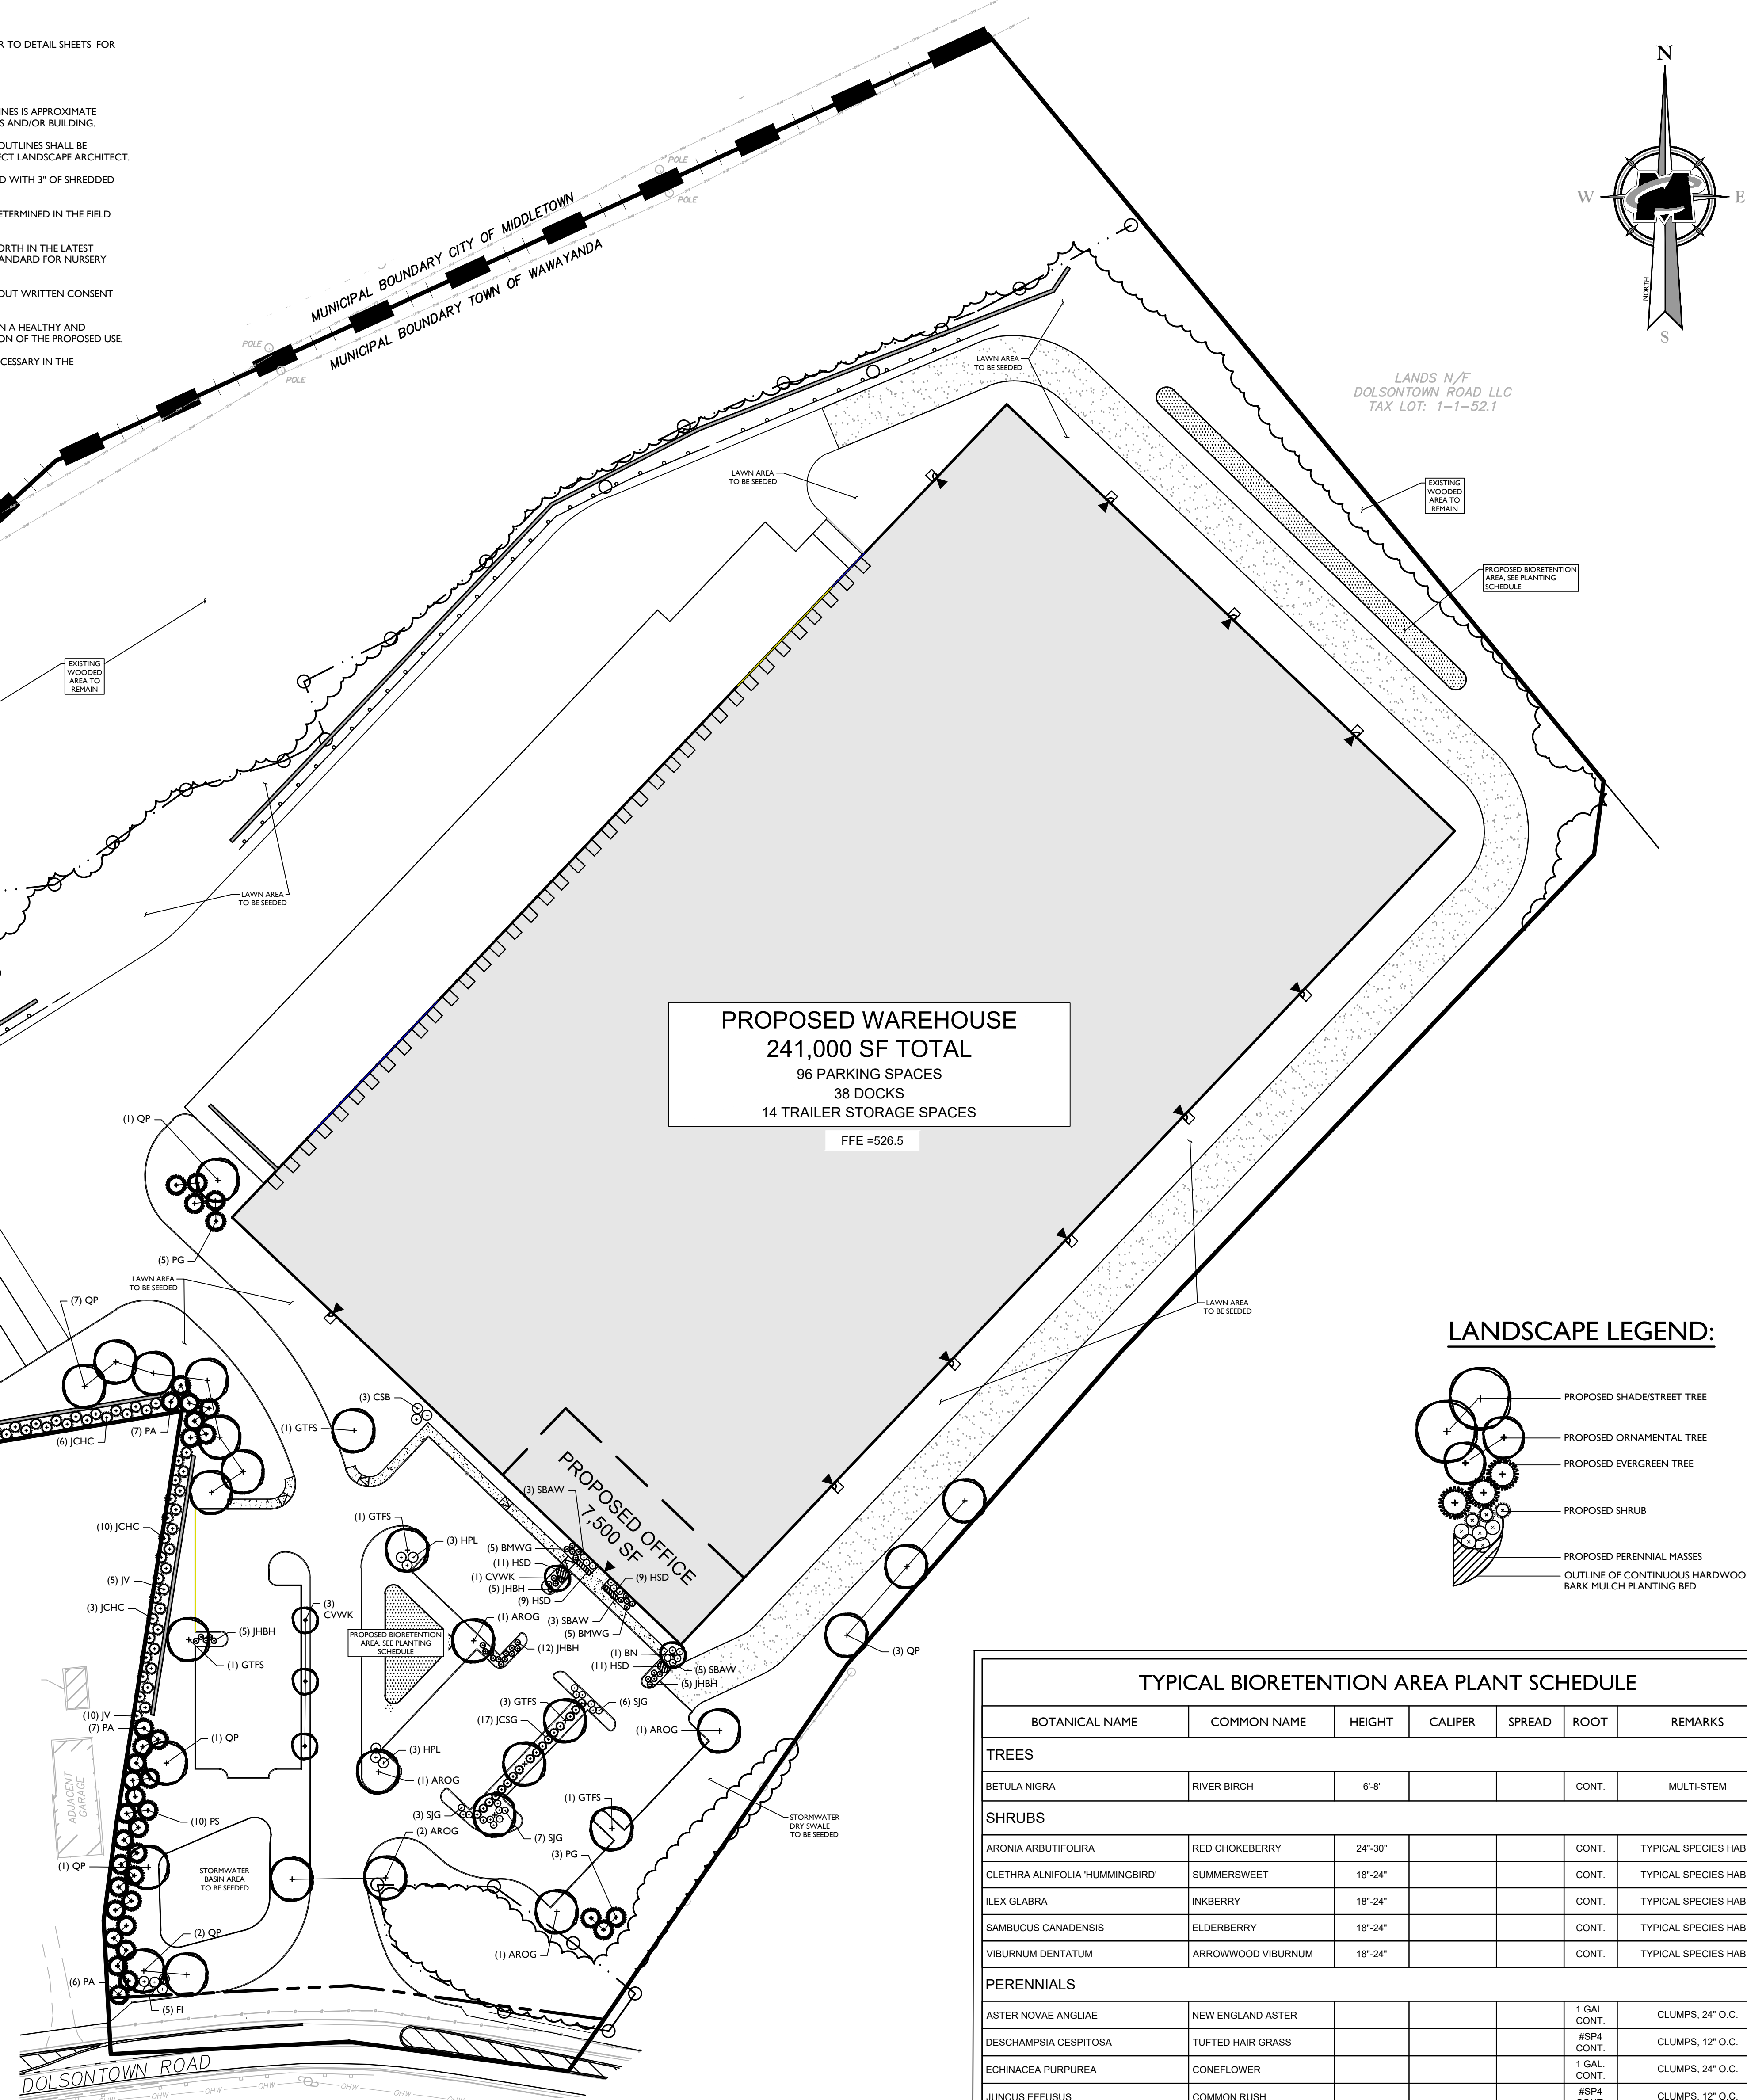 R TO DETAIL SHEETS FOR
INES IS APPROXIMATE
S AND/OR BUILDING.
OUTLINES SHALL BE
ECT LANDSCAPE ARCHITECT.
D WITH 3" OF SHREDDED
ETERMINED IN THE FIELD
ORTH IN THE LATEST
ANDARD FOR NURSERY
OUT WRITTEN CONSENT
N A HEALTHY AND
ON OF THE PROPOSED USE.
CESSARY IN THE
N
W
E
NORTH
S
POLE
POLE
MUNICIPAL BOUNDARY CITY OF MIDDLETOWN
MUNICIPAL BOUNDARY TOWN OF WAWAYANDA
POLE
POLE
LAWN AREA
TO BE SEEDED
LANDS N/F
DOLSONTOWN ROAD LLC
TAX LOT: 1-1-52.1
LAWN AREA
TO BE SEEDED
EXISTING
WOODED
AREA TO
REMAIN
PROPOSED BIORETENTION
AREA, SEE PLANTING
SCHEDULE
EXISTING
WOODED
AREA TO
REMAIN
LAWN AREA
TO BE SEEDED
PROPOSED WAREHOUSE
241,000 SF TOTAL
96 PARKING SPACES
38 DOCKS
14 TRAILER STORAGE SPACES
FFE =526.5
(1) QP
(5) PG
LAWN AREA
TO BE SEEDED
(7) QP
LAWN AREA
TO BE SEEDED
(3) CSB
(1) GTFS
(7) PA
(6) JCHC
PROPOSED OFFICE
7,500 SF
(3) SBAW
(1) GTFS
(10) JCHC
(3) HPL
(5) BMWG
(11) HSD
(1) CVWK
(5) JHBH
(9) HSD
(9) HSD
(5) JV
(3) JCHC
(3)
CVWK
(3) SBAW
(5) BMWG
(1) AROG
(5) JHBH
PROPOSED BIORETENTION
AREA, SEE PLANTING
SCHEDULE
(12) JHBH
(1) BN
(11) HSD
(5) SBAW
(5) JHBH
(3) QP
(1) GTFS
(3) GTFS
(6) SJG
(10) JV
(17) JCSG
(7) PA
(1) AROG
(1) QP
(3) HPL
(1) AROG
ADJACENT
GARAGE
(1) GTFS
(3) SJG
(10) PS
(2) AROG
(7) SJG
STORMWATER
DRY SWALE
TO BE SEEDED
(3) PG
(1) QP
STORMWATER
BASIN AREA
TO BE SEEDED
(2) QP
(1) AROG
(6) PA
(5) FI
DOLSONTOWN ROAD
OHW
OHW
OHW
OHW
OHW
LANDSCAPE LEGEND:
PROPOSED SHADE/STREET TREE
PROPOSED ORNAMENTAL TREE
PROPOSED EVERGREEN TREE
PROPOSED SHRUB
PROPOSED PERENNIAL MASSES
OUTLINE OF CONTINUOUS HARDWOO
BARK MULCH PLANTING BED
TYPICAL BIORETENTION AREA PLANT SCHEDULE
BOTANICAL NAME COMMON NAME HEIGHT CALIPER SPREAD ROOT REMARKS
TREES
BETULA NIGRA RIVER BIRCH 6'-8' CONT. MULTI-STEM
SHRUBS
ARONIA ARBUTIFOLIRA RED CHOKEBERRY 24"-30" CONT. TYPICAL SPECIES HAB
CLETHRA ALNIFOLIA 'HUMMINGBIRD' SUMMERSWEET 18"-24" CONT. TYPICAL SPECIES HAB
ILEX GLABRA INKBERRY 18"-24" CONT. TYPICAL SPECIES HAB
SAMBUCUS CANADENSIS ELDERBERRY 18"-24" CONT. TYPICAL SPECIES HAB
VIBURNUM DENTATUM ARROWWOOD VIBURNUM 18"-24" CONT. TYPICAL SPECIES HAB
PERENNIALS
ASTER NOVAE ANGLIAE NEW ENGLAND ASTER 1 GAL. CONT. CLUMPS, 24" O.C.
DESCHAMPSIA CESPITOSA TUFTED HAIR GRASS #SP4 CONT. CLUMPS, 12" O.C.
ECHINACEA PURPUREA CONEFLOWER 1 GAL. CONT. CLUMPS, 24" O.C.
JUNCUS EFFUSUS COMMON RUSH #SP4 CLUMPS, 12" O.C.